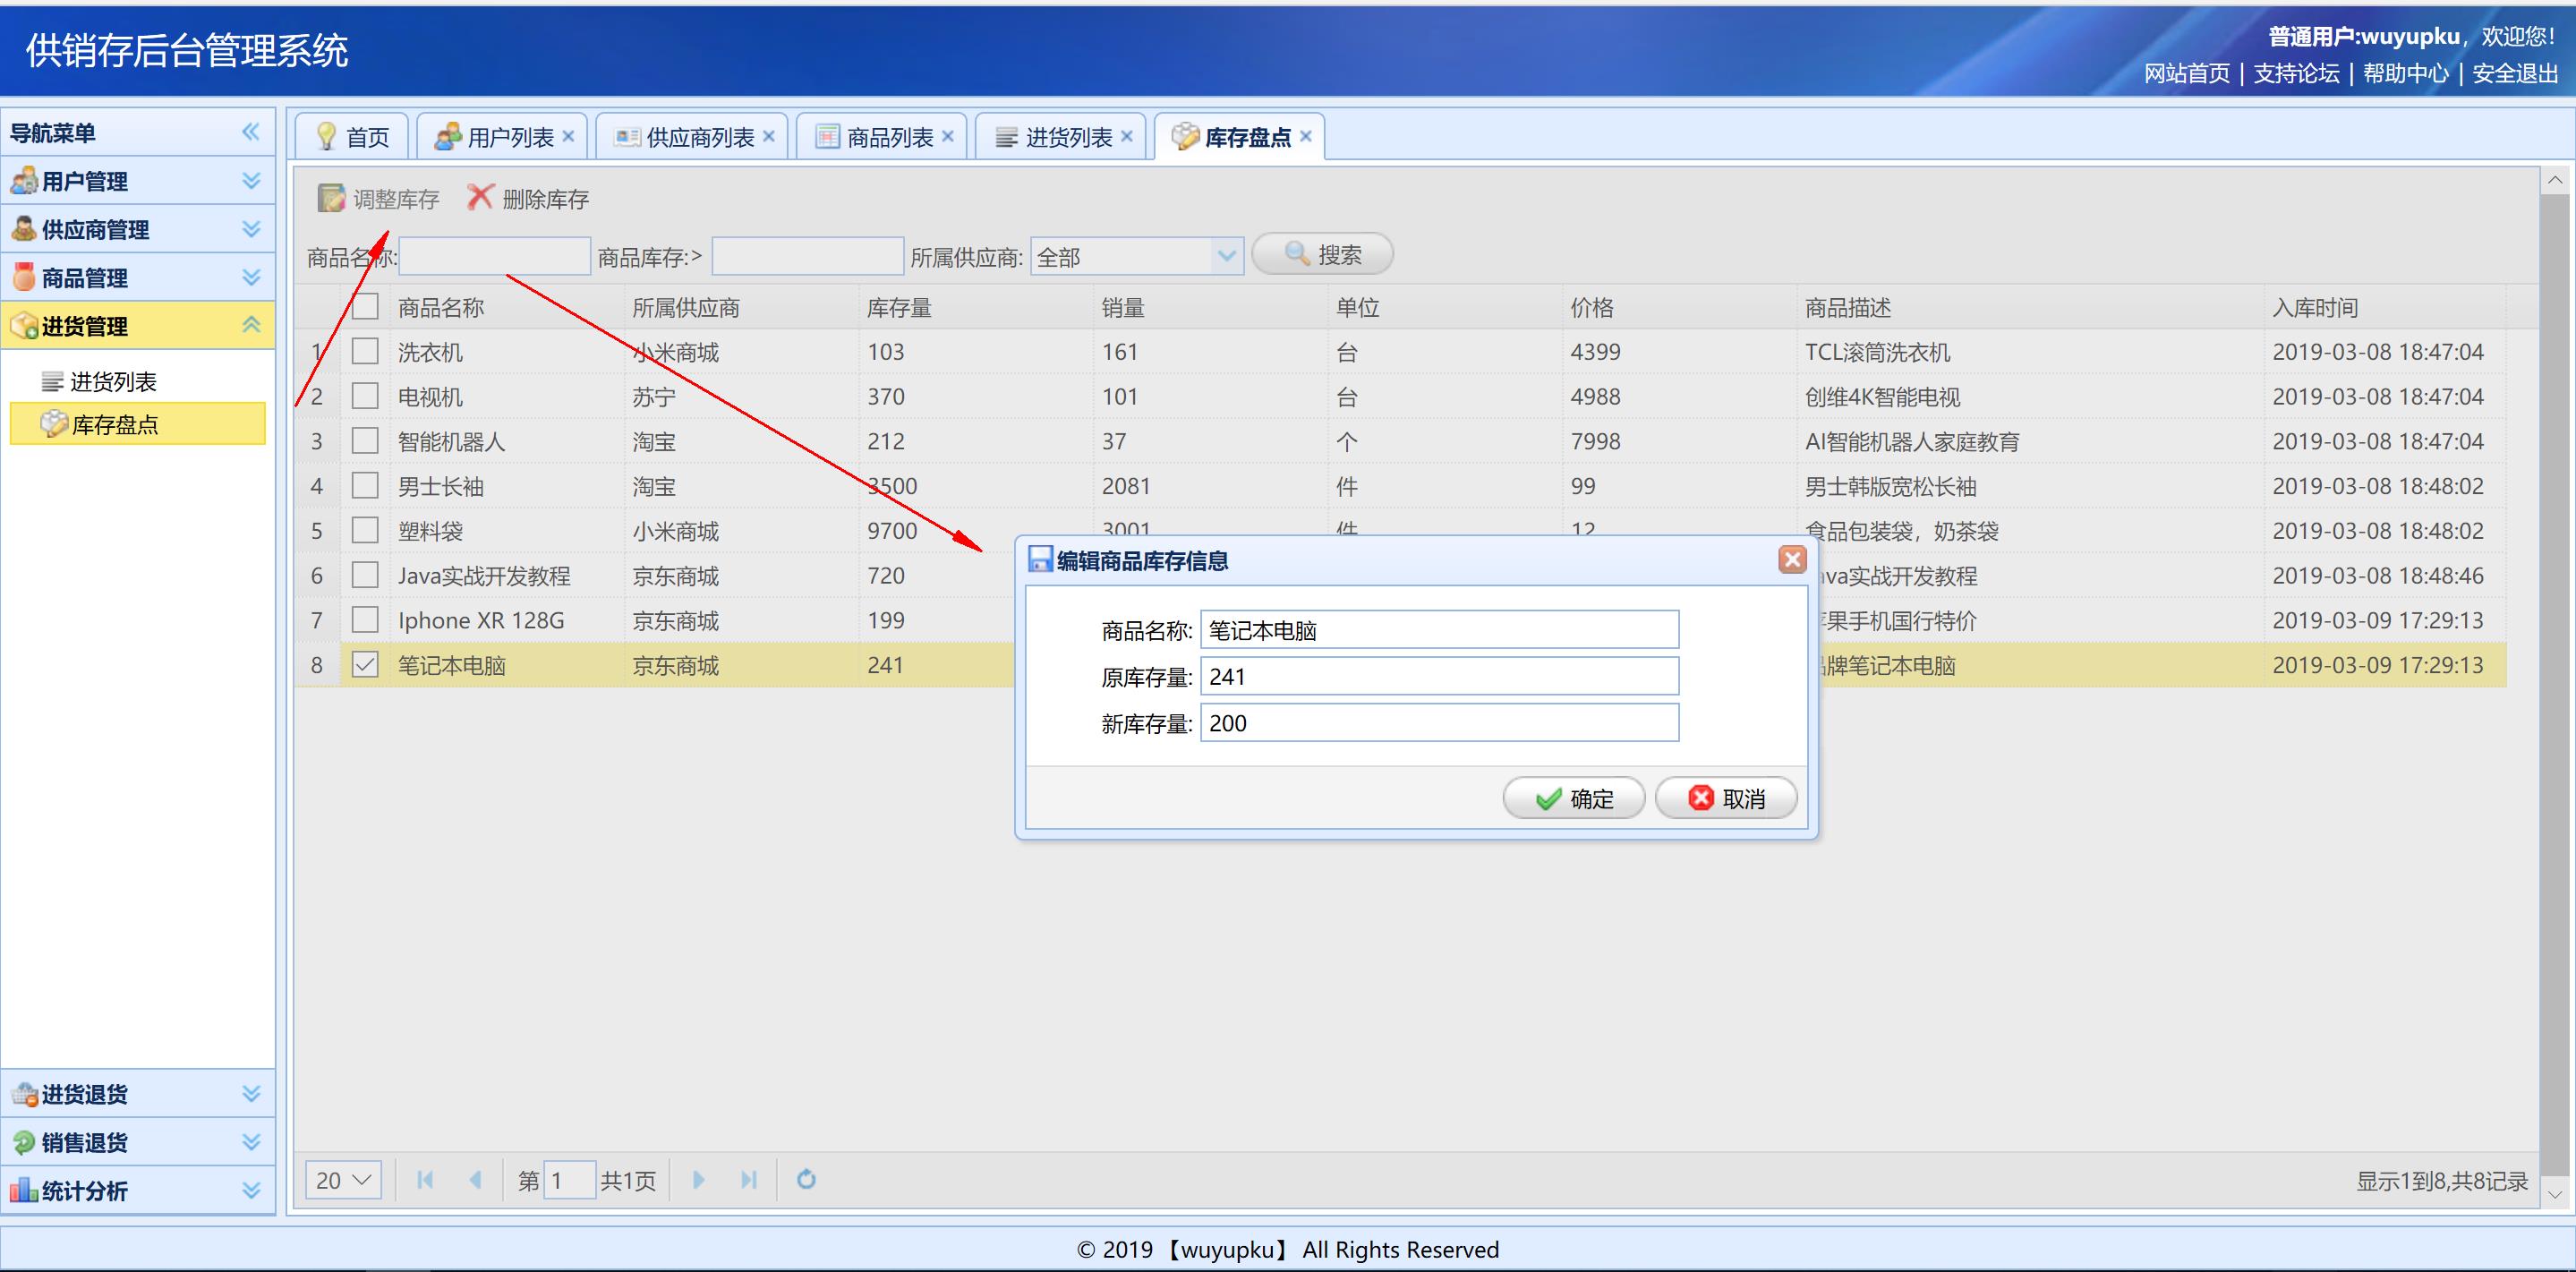 供销存后台管理系统
普通用户:wuyupku，欢迎您！
网站首页 | 支持论坛 | 帮助中心 | 安全退出
导航菜单
用户管理
供应商管理
商品管理
进货管理
进货列表
库存盘点
进货退货
销售退货
统计分析
首页 用户列表 供应商列表 商品列表 进货列表 库存盘点
调整库存 删除库存
商品名称: 商品库存:> 所属供应商: 全部 搜索
商品名称 所属供应商 库存量 销量 单位 价格 商品描述 入库时间
1 洗衣机 小米商城 103 161 台 4399 TCL滚筒洗衣机 2019-03-08 18:47:04
2 电视机 苏宁 370 101 台 4988 创维4K智能电视 2019-03-08 18:47:04
3 智能机器人 淘宝 212 37 个 7998 AI智能机器人家庭教育 2019-03-08 18:47:04
4 男士长袖 淘宝 3500 2081 件 99 男士韩版宽松长袖 2019-03-08 18:48:02
5 塑料袋 小米商城 9700 3001 件 12 食品包装袋，奶茶袋 2019-03-08 18:48:02
6 Java实战开发教程 京东商城 720 ava实战开发教程 2019-03-08 18:48:46
7 Iphone XR 128G 京东商城 199 果手机国行特价 2019-03-09 17:29:13
8 笔记本电脑 京东商城 241 牌笔记本电脑 2019-03-09 17:29:13
编辑商品库存信息
商品名称: 笔记本电脑
原库存量: 241
新库存量: 200
确定 取消
20 第 1 共1页 显示1到8,共8记录
© 2019 【wuyupku】 All Rights Reserved